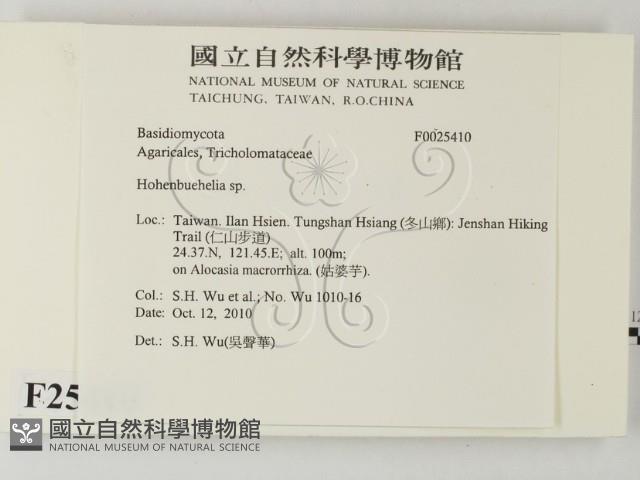 國立自然科學博物館
NATIONAL MUSEUM OF NATURAL SCIENCE
TAICHUNG, TAIWAN, R.O.CHINA
Basidiomycota F0025410
Agaricales, Tricholomataceae
Hohenbuehelia sp.
Loc.: Taiwan. Ilan Hsien. Tungshan Hsiang (冬山鄉): Jenshan Hiking
Trail (仁山步道)
24.37.N, 121.45.E; alt. 100m;
on Alocasia macrorrhiza. (姑婆芋).
Col.: S.H. Wu et al.; No. Wu 1010-16
Date: Oct. 12, 2010
Det.: S.H. Wu(吳聲華)
F25
國立自然科學博物館
NATIONAL MUSEUM OF NATURAL SCIENCE